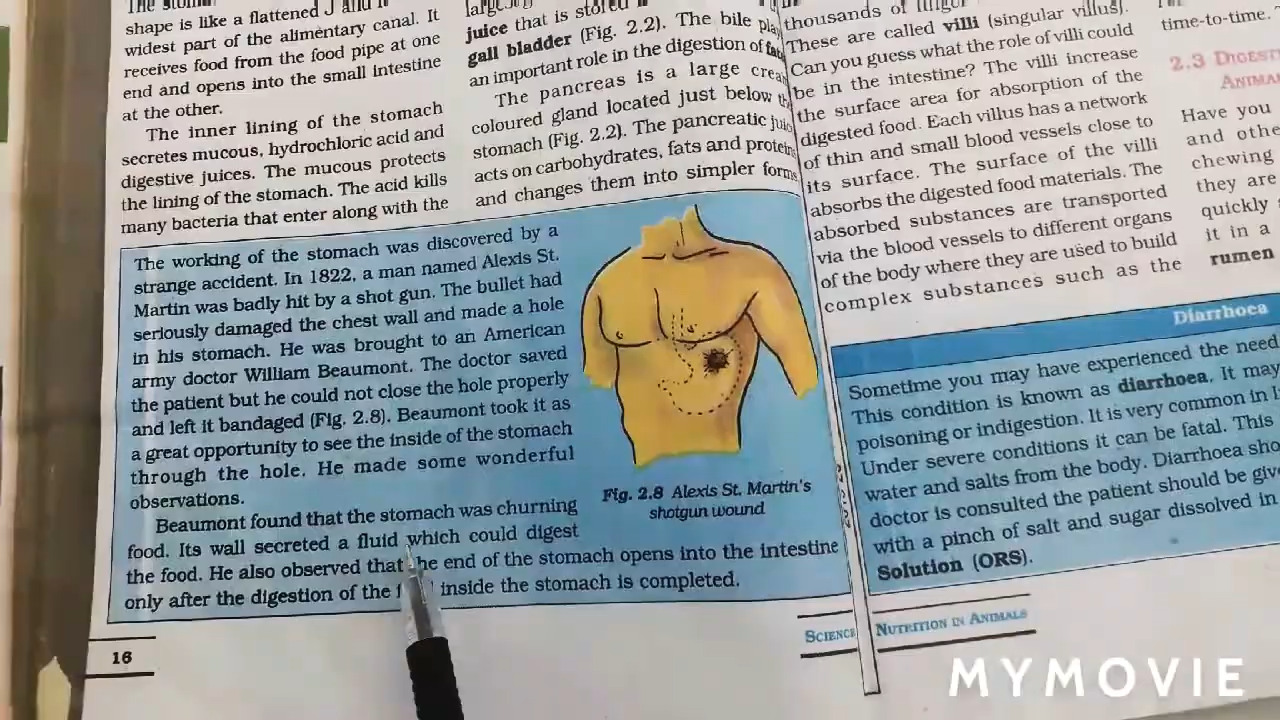 shape is like a flattened J and it
widest part of the alimentary canal. It
receives food from the food pipe at one
end and opens into the small intestine
at the other.
The inner lining of the stomach
secretes mucous, hydrochloric acid and
digestive juices. The mucous protects
the lining of the stomach. The acid kills
many bacteria that enter along with the
juice that is stored in
gall bladder (Fig. 2.2). The bile play
an important role in the digestion of fats
The pancreas is a large
coloured gland located just below
stomach (Fig. 2.2). The pancreatic
acts on carbohydrates, fats and
and changes them into simpler
The working of the stomach was discovered by a
strange accident. In 1822, a man named Alexis St.
Martin was badly hit by a shot gun. The bullet had
seriously damaged the chest wall and made a hole
in his stomach. He was brought to an American
army doctor William Beaumont. The doctor saved
the patient but he could not close the hole properly
and left it bandaged (Fig. 2.8). Beaumont took it as
a great opportunity to see the inside of the stomach
through the hole. He made some wonderful
observations.
Beaumont found that the stomach was churning
food. Its wall secreted a fluid which could digest
the food. He also observed that the end of the stomach opens into the intestine
only after the digestion of the inside the stomach is completed.
Fig. 2.8 Alexis St. Martin's
shotgun wound
16
SCIENCE
thousands of
These are called villi (singular villus).
Can you guess what the role of villi could
be in the intestine? The villi increase
the surface area for absorption of the
digested food. Each villus has a network
of thin and small blood vessels close to
its surface. The surface of the villi
absorbs the digested food materials. The
absorbed substances are transported
via the blood vessels to different organs
of the body where they are used to build
complex substances such as the
time-to-time.
2.3 DIGEST
ANIMA
Have you
and othe
chewing
they are
quickly
it in a
rumen
Diarrhoea
Sometime you may have experienced the need
This condition is known as diarrhoea. It may
poisoning or indigestion. It is very common in
Under severe conditions it can be fatal. This
water and salts from the body. Diarrhoea sho
doctor is consulted the patient should be give
with a pinch of salt and sugar dissolved in
Solution (ORS).
NUTRITION IN ANIMALS
MYMOVIE